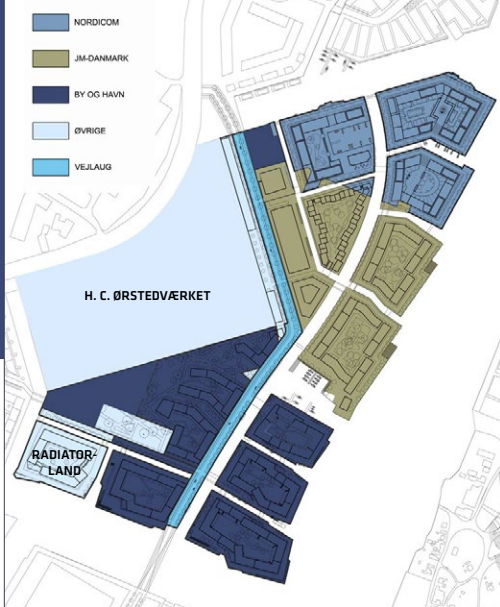 NORDICOM
JM-DANMARK
BY OG HAVN
ØVRIGE
VEJLAUG
H. C. ØRSTEDVÆRKET
RADIATOR-
LAND